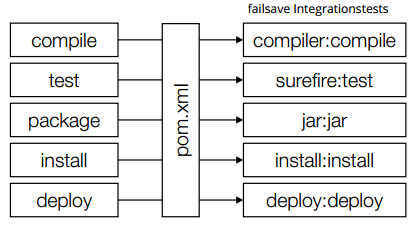 failsave Integrationstests
compile
compiler:compile
test
surefire:test
package
pom.xml
jar:jar
install
install:install
deploy
deploy:deploy